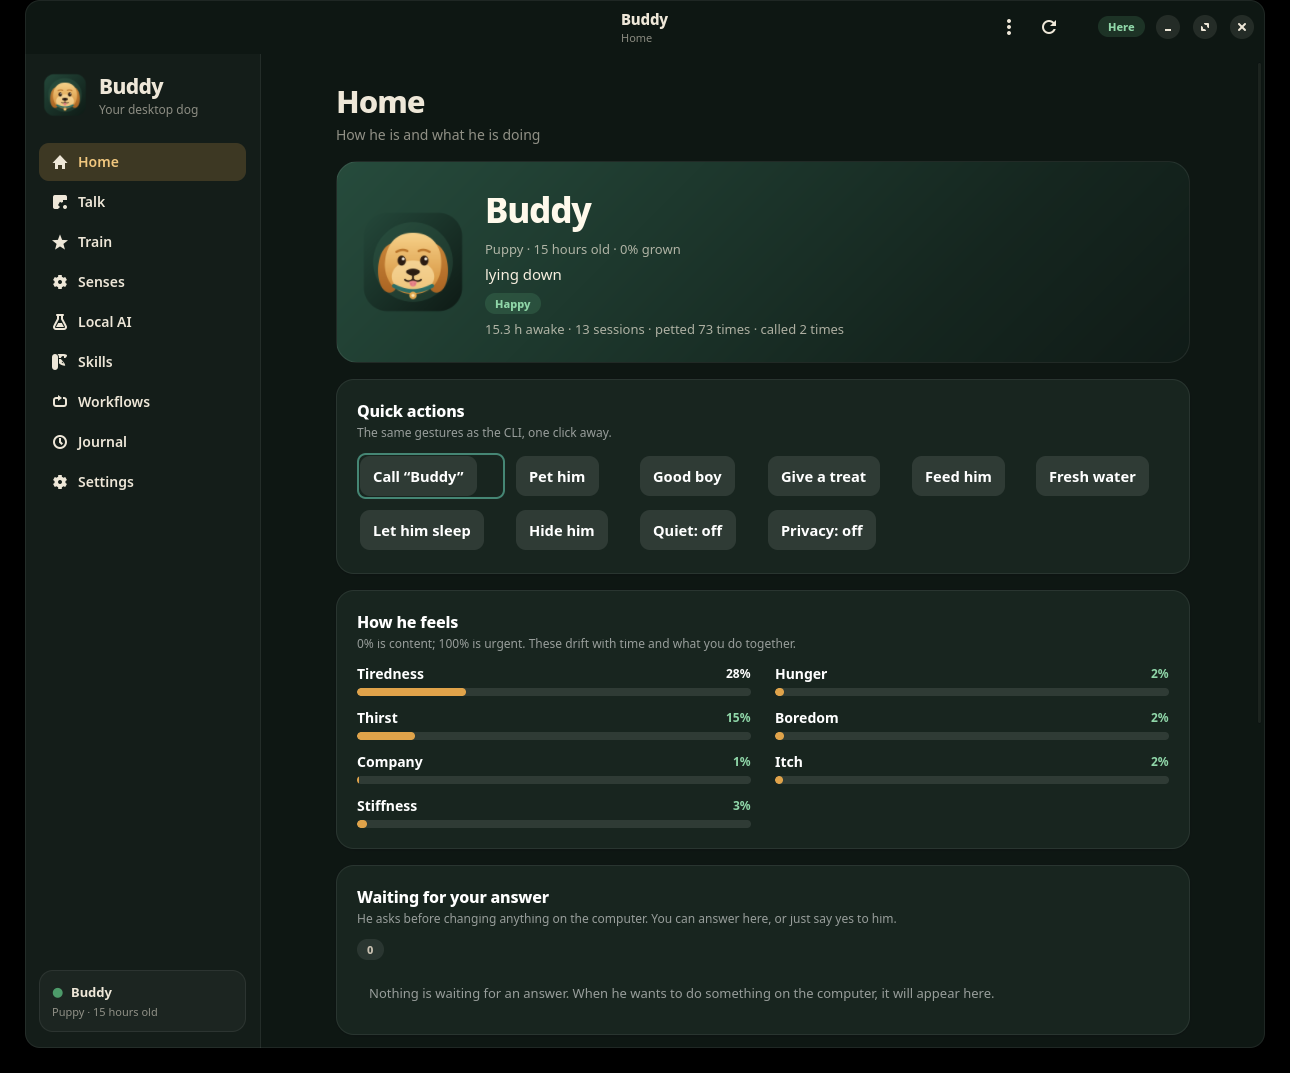 Buddy
Home
Here
Buddy
Your desktop dog
Home
Talk
Train
Senses
Local AI
Skills
Workflows
Journal
Settings
Buddy
Puppy · 15 hours old
Home
How he is and what he is doing
Buddy
Puppy · 15 hours old · 0% grown
lying down
Happy
15.3 h awake · 13 sessions · petted 73 times · called 2 times
Quick actions
The same gestures as the CLI, one click away.
Call “Buddy” Pet him Good boy Give a treat Feed him Fresh water
Let him sleep Hide him Quiet: off Privacy: off
How he feels
0% is content; 100% is urgent. These drift with time and what you do together.
Tiredness 28% Hunger 2%
Thirst 15% Boredom 2%
Company 1% Itch 2%
Stiffness 3%
Waiting for your answer
He asks before changing anything on the computer. You can answer here, or just say yes to him.
0
Nothing is waiting for an answer. When he wants to do something on the computer, it will appear here.